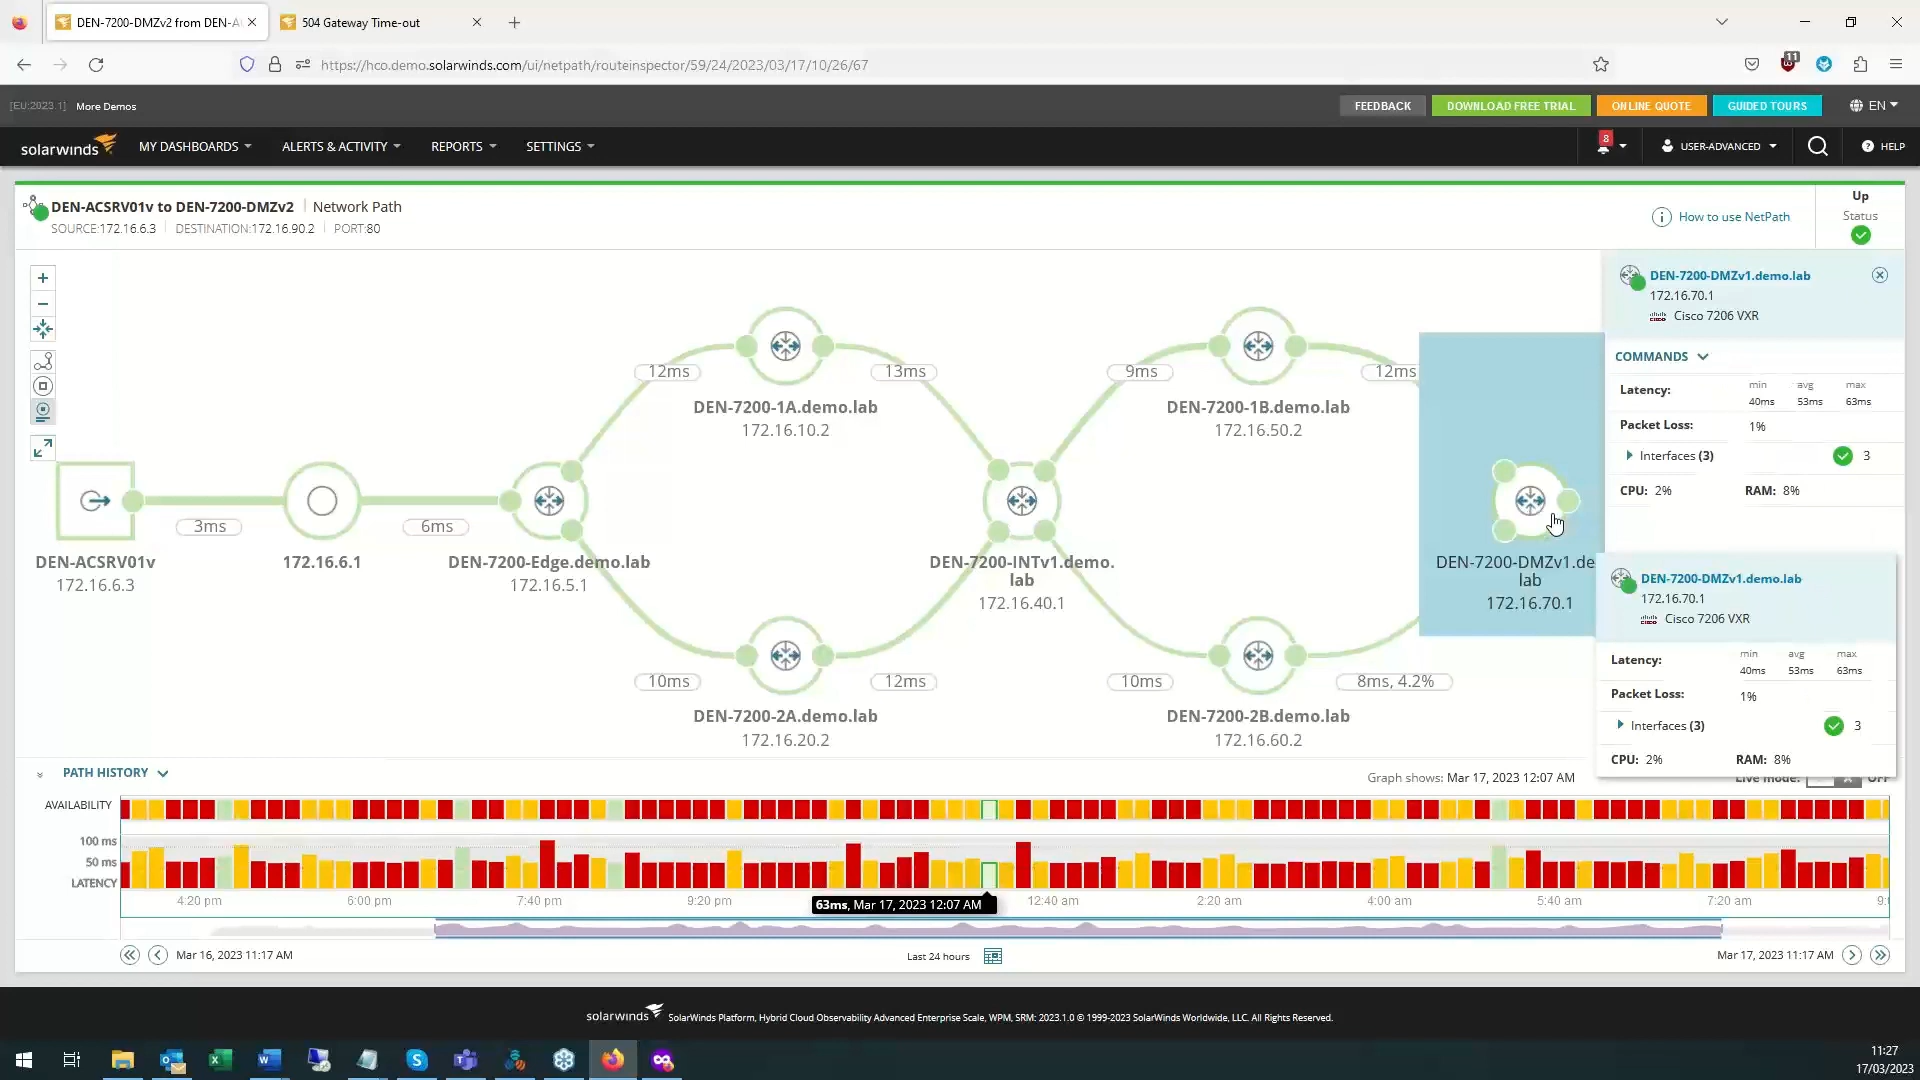 DEN-7200-DMZv2 from DEN-A
504 Gateway Time-out
https://hco.demo.solarwinds.com/ui/netpath/routeinspector/59/24/2023/03/17/10/26/67
11
[EU:2023.1] More Demos
FEEDBACK
DOWNLOAD FREE TRIAL
ONLINE QUOTE
GUIDED TOURS
EN
solarwinds
MY DASHBOARDS
ALERTS & ACTIVITY
REPORTS
SETTINGS
8
USER-ADVANCED
HELP
DEN-ACSRV01v to DEN-7200-DMZv2 | Network Path
SOURCE:172.16.6.3 DESTINATION:172.16.90.2 PORT:80
How to use NetPath
Up
Status
12ms
13ms
DEN-7200-1A.demo.lab
172.16.10.2
9ms
12ms
DEN-7200-1B.demo.lab
172.16.50.2
3ms
6ms
DEN-ACSRV01v
172.16.6.3
172.16.6.1
DEN-7200-Edge.demo.lab
172.16.5.1
DEN-7200-INTv1.demo.
lab
172.16.40.1
DEN-7200-DMZv1.de
lab
172.16.70.1
10ms
12ms
DEN-7200-2A.demo.lab
172.16.20.2
10ms
8ms, 4.2%
DEN-7200-2B.demo.lab
172.16.60.2
DEN-7200-DMZv1.demo.lab
172.16.70.1
Cisco 7206 VXR
COMMANDS
min avg max
Latency: 40ms 53ms 63ms
Packet Loss: 1%
Interfaces (3) 3
CPU: 2% RAM: 8%
DEN-7200-DMZv1.demo.lab
172.16.70.1
Cisco 7206 VXR
min avg max
Latency: 40ms 53ms 63ms
Packet Loss: 1%
Interfaces (3) 3
CPU: 2% RAM: 8%
PATH HISTORY
Graph shows: Mar 17, 2023 12:07 AM
Live mode: OFF
AVAILABILITY
100 ms
50 ms
LATENCY
4:20 pm 6:00 pm 7:40 pm 9:20 pm 12:40 am 2:20 am 4:00 am 5:40 am 7:20 am 9:
63ms, Mar 17, 2023 12:07 AM
Mar 16, 2023 11:17 AM
Last 24 hours
Mar 17, 2023 11:17 AM
solarwinds SolarWinds Platform, Hybrid Cloud Observability Advanced Enterprise Scale, WPM, SRM: 2023.1.0 © 1999-2023 SolarWinds Worldwide, LLC. All Rights Reserved.
11:27
17/03/2023